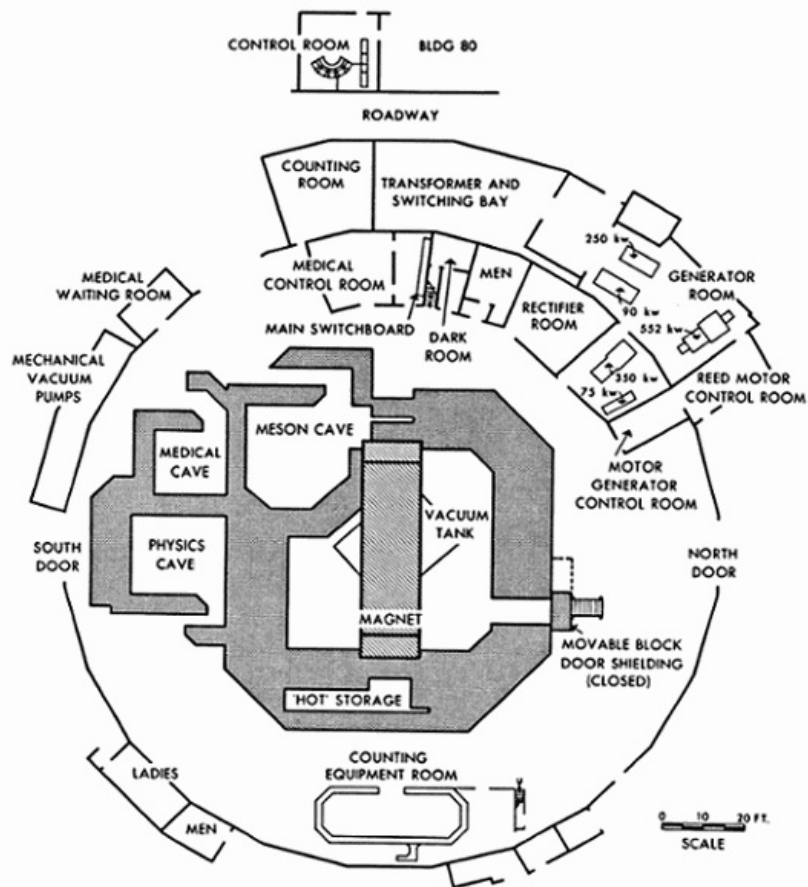 CONTROL ROOM
BLDG 80
ROADWAY
COUNTING
ROOM
TRANSFORMER AND
SWITCHING BAY
250 kw
GENERATOR
ROOM
MEDICAL
CONTROL ROOM
MEN
MEDICAL
WAITING ROOM
RECTIFIER
ROOM
90 kw
552 kw
MAIN SWITCHBOARD
DARK
ROOM
MECHANICAL
VACUUM
PUMPS
350 kw
75 kw
REED MOTOR
CONTROL ROOM
MESON CAVE
MEDICAL
CAVE
MOTOR
GENERATOR
CONTROL ROOM
VACUUM
TANK
SOUTH
DOOR
PHYSICS
CAVE
NORTH
DOOR
MAGNET
MOVABLE BLOCK
DOOR SHIELDING
(CLOSED)
'HOT' STORAGE
COUNTING
EQUIPMENT ROOM
LADIES
MEN
0 10 20 FT.
SCALE